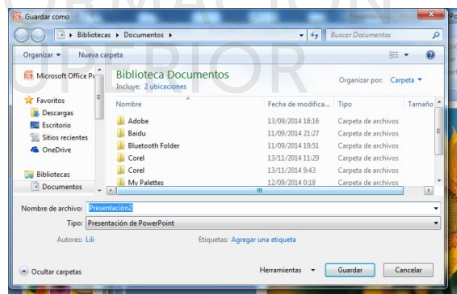 FORMACIÓN
Guardar como
Bibliotecas ▸ Documentos ▸
Buscar Documentos
Organizar ▾ Nueva carpeta
SUPERIOR
Microsoft Office Po
Favoritos
Descargas
Escritorio
Sitios recientes
OneDrive
Bibliotecas
Documentos
Biblioteca Documentos
Incluye: 2 ubicaciones
Organizar por: Carpeta ▾
Nombre Fecha de modifica... Tipo Tamaño
Adobe 13/09/2014 18:16 Carpeta de archivos
Baidu 11/09/2014 21:27 Carpeta de archivos
Bluetooth Folder 11/09/2014 19:51 Carpeta de archivos
Corel 13/11/2014 11:29 Carpeta de archivos
Corel 13/11/2014 9:43 Carpeta de archivos
My Palettes 12/09/2014 0:18 Carpeta de archivos
Nombre de archivo: Presentación2
Tipo: Presentación de PowerPoint
Autores: Lili Etiquetas: Agregar una etiqueta
Ocultar carpetas Herramientas ▾ Guardar Cancelar